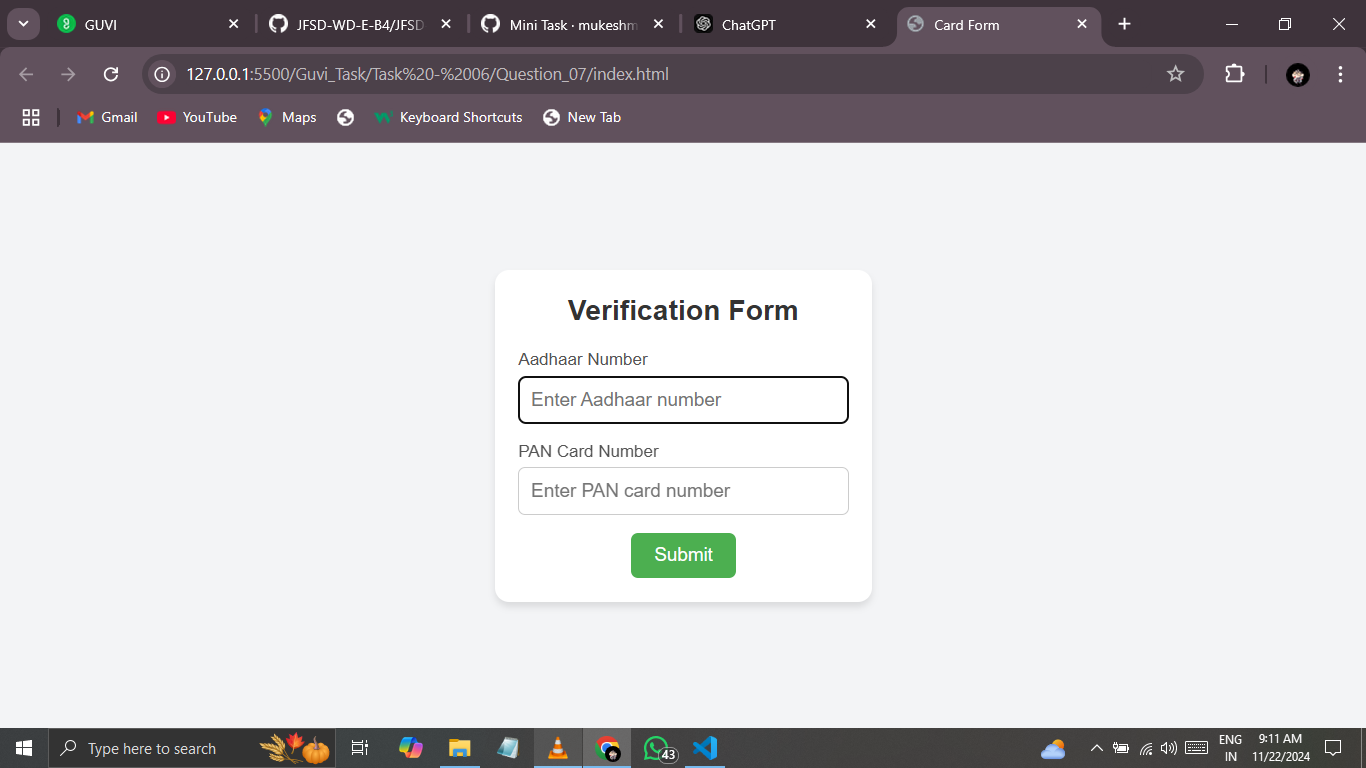 GUVI
JFSD-WD-E-B4/JFSD
Mini Task · mukeshm
ChatGPT
Card Form
127.0.0.1:5500/Guvi_Task/Task%20-%2006/Question_07/index.html
Gmail
YouTube
Maps
Keyboard Shortcuts
New Tab
Verification Form
Aadhaar Number
Enter Aadhaar number
PAN Card Number
Enter PAN card number
Submit
Type here to search
43
ENG
IN
9:11 AM
11/22/2024